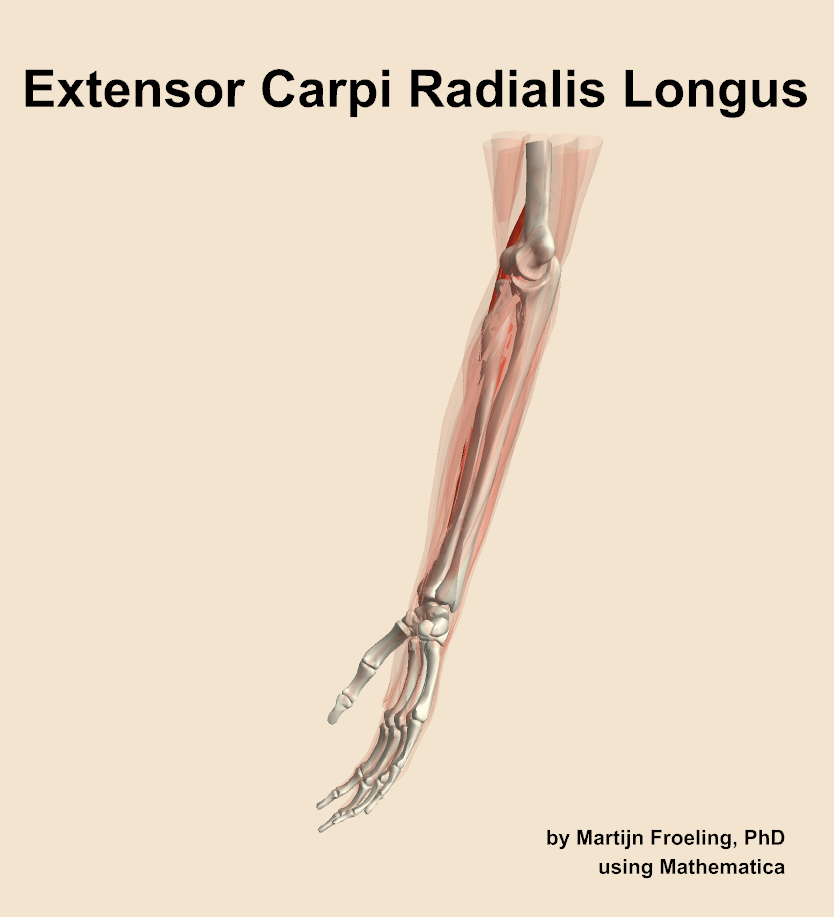 Extensor Carpi Radialis Longus
by Martijn Froeling, PhD
using Mathematica